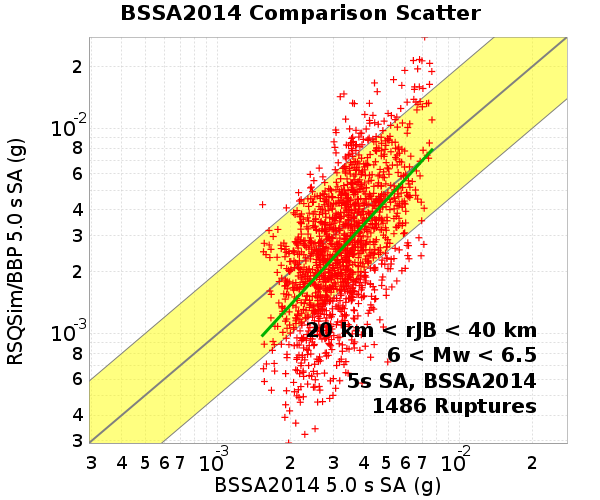 BSSA2014 Comparison Scatter
RSQSim/BBP 5.0 s SA (g)
2
10-2
8
6
4
3
2
10-3
8
6
4
3
20 km < rJB < 40 km
6 < Mw < 6.5
5s SA, BSSA2014
1486 Ruptures
3 4 5 6 7 10-3 2 3 4 5 6 7 10-2 2
BSSA2014 5.0 s SA (g)